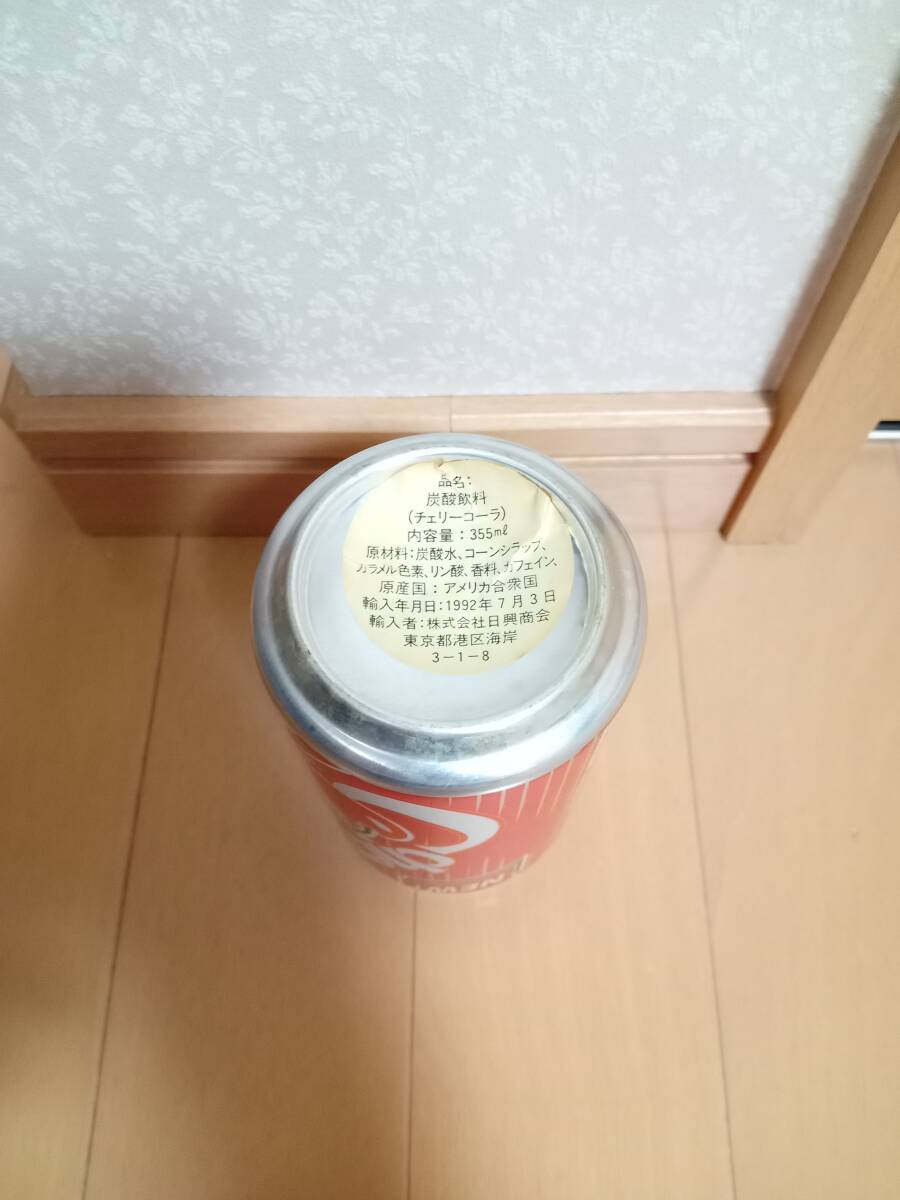 品名:
炭酸飲料
(チェリーコーラ)
内容量:355mℓ
原材料:炭酸水、コーンシラップ、
カラメル色素、リン酸、香料、カフェイン、
原産国:アメリカ合衆国
輸入年月日:1992年7月3日
輸入者:株式会社日興商会
東京都港区海岸
3-1-8
NEW